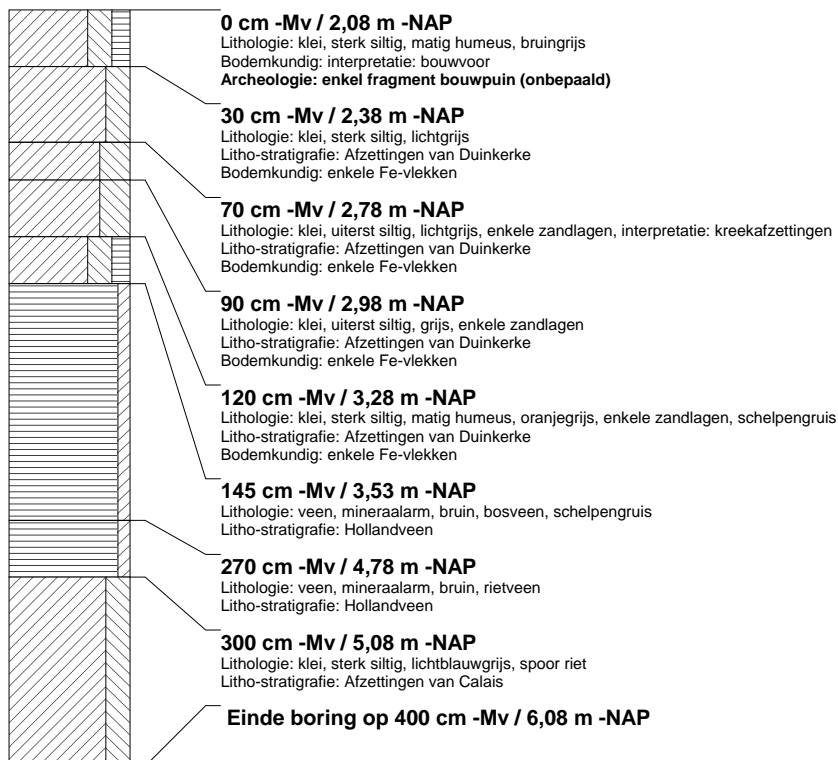 0 cm -Mv / 2,08 m -NAP
Lithologie: klei, sterk siltig, matig humeus, bruingrijs
Bodemkundig: interpretatie: bouwvoor
Archeologie: enkel fragment bouwpuin (onbepaald)
30 cm -Mv / 2,38 m -NAP
Lithologie: klei, sterk siltig, lichtgrijs
Litho-stratigrafie: Afzettingen van Duinkerke
Bodemkundig: enkele Fe-vlekken
70 cm -Mv / 2,78 m -NAP
Lithologie: klei, uiterst siltig, lichtgrijs, enkele zandlagen, interpretatie: kreekafzettingen
Litho-stratigrafie: Afzettingen van Duinkerke
Bodemkundig: enkele Fe-vlekken
90 cm -Mv / 2,98 m -NAP
Lithologie: klei, uiterst siltig, grijs, enkele zandlagen
Litho-stratigrafie: Afzettingen van Duinkerke
Bodemkundig: enkele Fe-vlekken
120 cm -Mv / 3,28 m -NAP
Lithologie: klei, sterk siltig, matig humeus, oranjegrijs, enkele zandlagen, schelpengruis
Litho-stratigrafie: Afzettingen van Duinkerke
Bodemkundig: enkele Fe-vlekken
145 cm -Mv / 3,53 m -NAP
Lithologie: veen, mineraalarm, bruin, bosveen, schelpengruis
Litho-stratigrafie: Hollandveen
270 cm -Mv / 4,78 m -NAP
Lithologie: veen, mineraalarm, bruin, rietveen
Litho-stratigrafie: Hollandveen
300 cm -Mv / 5,08 m -NAP
Lithologie: klei, sterk siltig, lichtblauwgrijs, spoor riet
Litho-stratigrafie: Afzettingen van Calais
Einde boring op 400 cm -Mv / 6,08 m -NAP